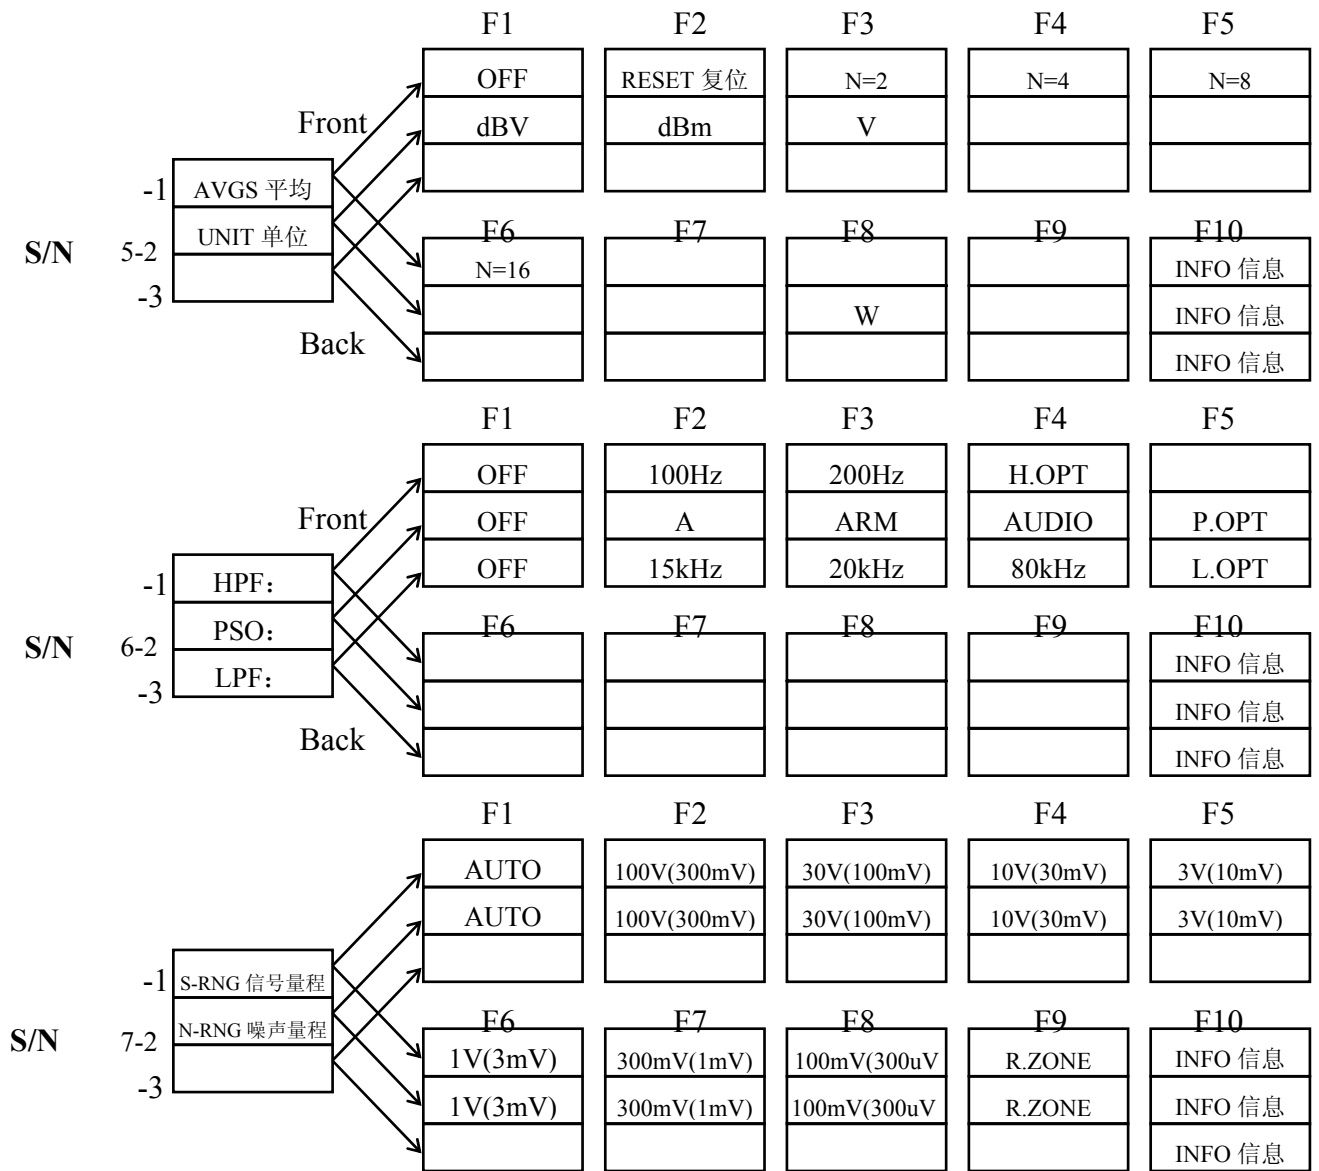 F1 F2 F3 F4 F5
OFF RESET 复位 N=2 N=4 N=8
Front dBV dBm V
-1 AVGS 平均
S/N 5-2 UNIT 单位 F6 F7 F8 F9 F10
N=16 INFO 信息
-3 W INFO 信息
Back INFO 信息
F1 F2 F3 F4 F5
OFF 100Hz 200Hz H.OPT
Front OFF A ARM AUDIO P.OPT
-1 HPF： OFF 15kHz 20kHz 80kHz L.OPT
S/N 6-2 PSO： F6 F7 F8 F9 F10
INFO 信息
-3 LPF：
INFO 信息
Back INFO 信息
F1 F2 F3 F4 F5
AUTO 100V(300mV) 30V(100mV) 10V(30mV) 3V(10mV)
AUTO 100V(300mV) 30V(100mV) 10V(30mV) 3V(10mV)
-1 S-RNG 信号量程
S/N 7-2 N-RNG 噪声量程 F6 F7 F8 F9 F10
1V(3mV) 300mV(1mV) 100mV(300uV R.ZONE INFO 信息
-3 1V(3mV) 300mV(1mV) 100mV(300uV R.ZONE INFO 信息
INFO 信息